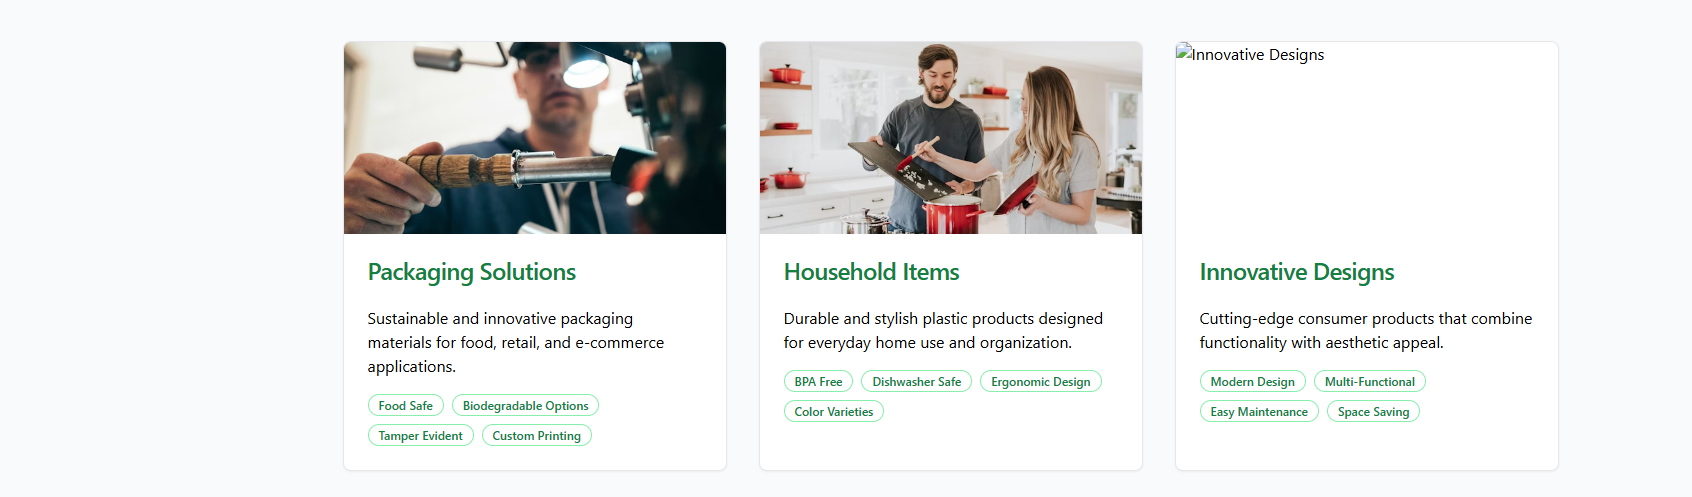 Innovative Designs
Packaging Solutions
Sustainable and innovative packaging
materials for food, retail, and e-commerce
applications.
Food Safe
Biodegradable Options
Tamper Evident
Custom Printing
Household Items
Durable and stylish plastic products designed
for everyday home use and organization.
BPA Free
Dishwasher Safe
Ergonomic Design
Color Varieties
Innovative Designs
Cutting-edge consumer products that combine
functionality with aesthetic appeal.
Modern Design
Multi-Functional
Easy Maintenance
Space Saving